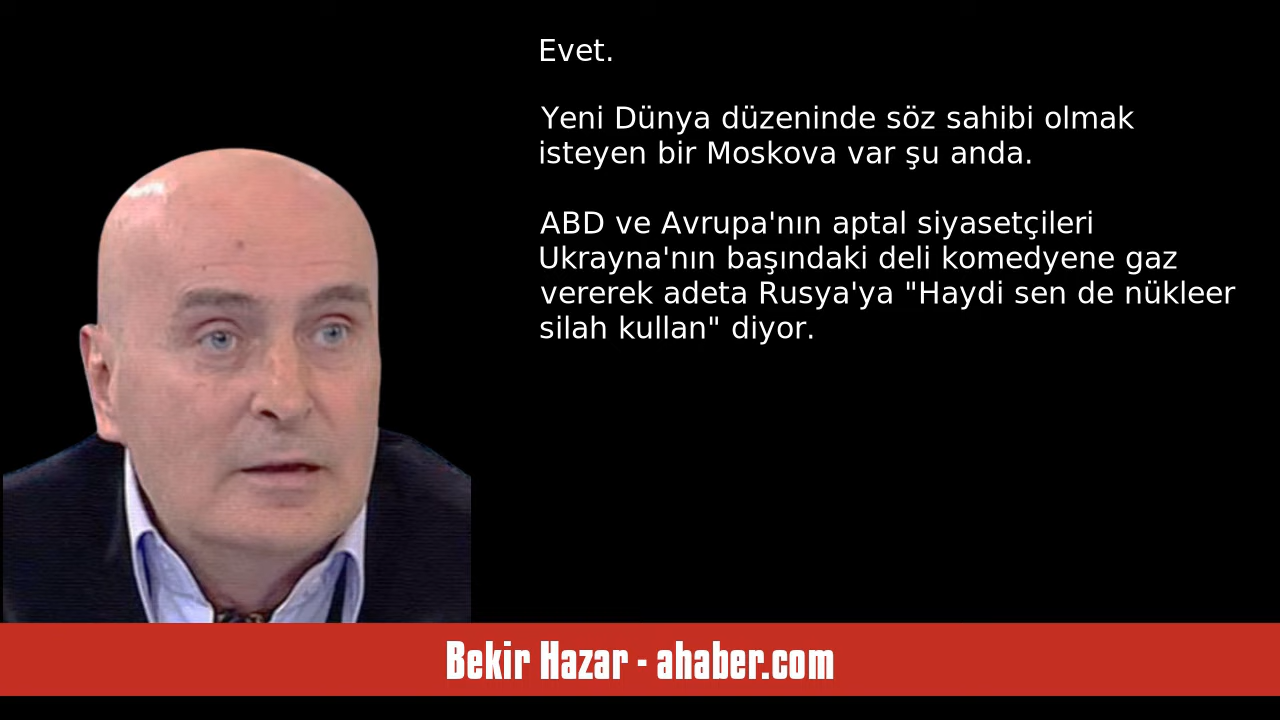 Evet.
Yeni Dünya düzeninde söz sahibi olmak
isteyen bir Moskova var şu anda.
ABD ve Avrupa'nın aptal siyasetçileri
Ukrayna'nın başındaki deli komedyene gaz
vererek adeta Rusya'ya "Haydi sen de nükleer
silah kullan" diyor.
Bekir Hazar - ahaber.com